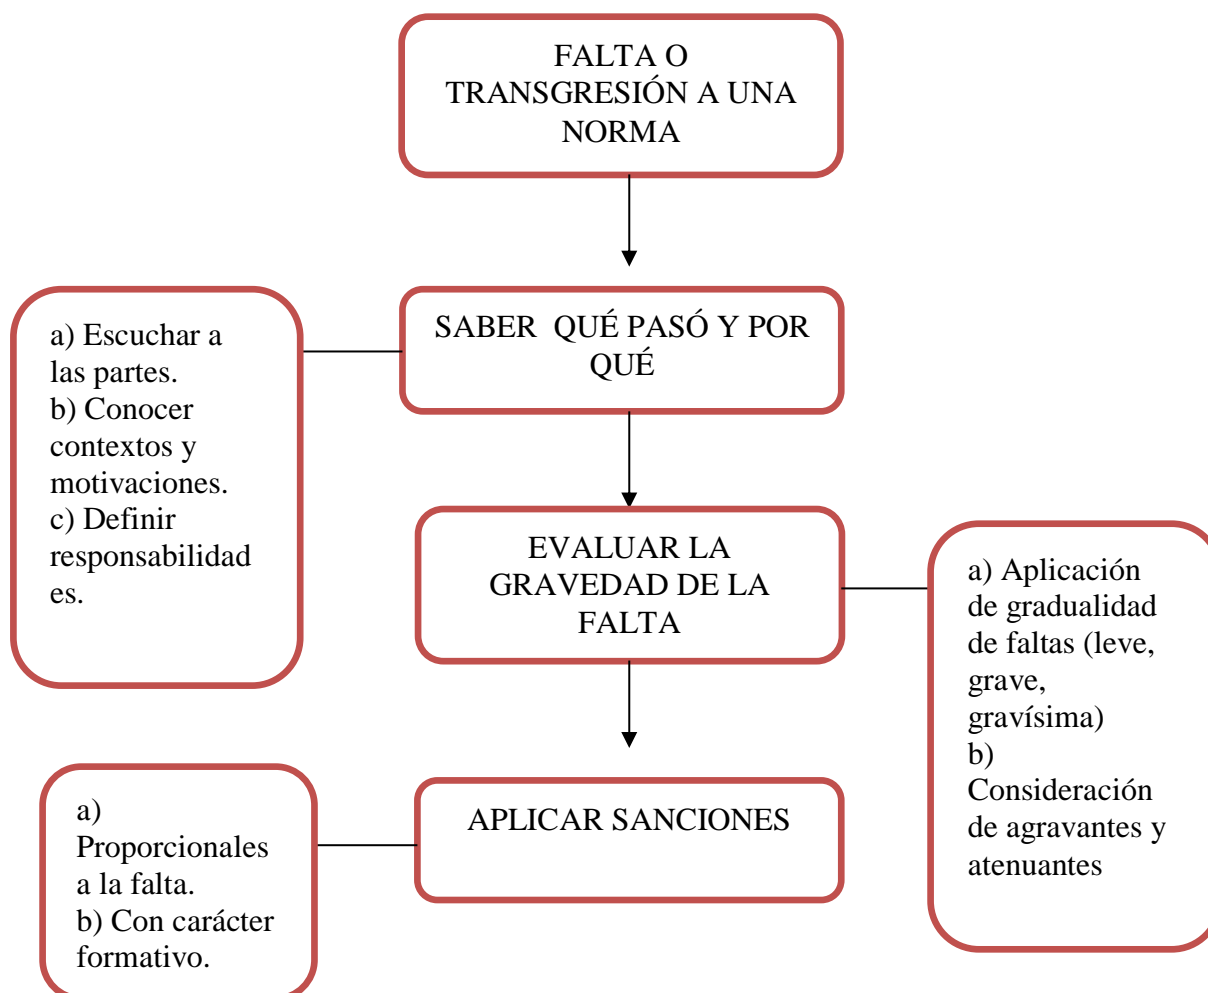 FALTA O
TRANSGRESIÓN A UNA
NORMA
a) Escuchar a
las partes.
b) Conocer
contextos y
motivaciones.
c) Definir
responsabilidad
es.
SABER  QUÉ PASÓ Y POR
QUÉ
EVALUAR LA
GRAVEDAD DE LA
FALTA
a) Aplicación
de gradualidad
de faltas (leve,
grave,
gravísima)
b)
Consideración
de agravantes y
atenuantes
a)
Proporcionales
a la falta.
b) Con carácter
formativo.
APLICAR SANCIONES